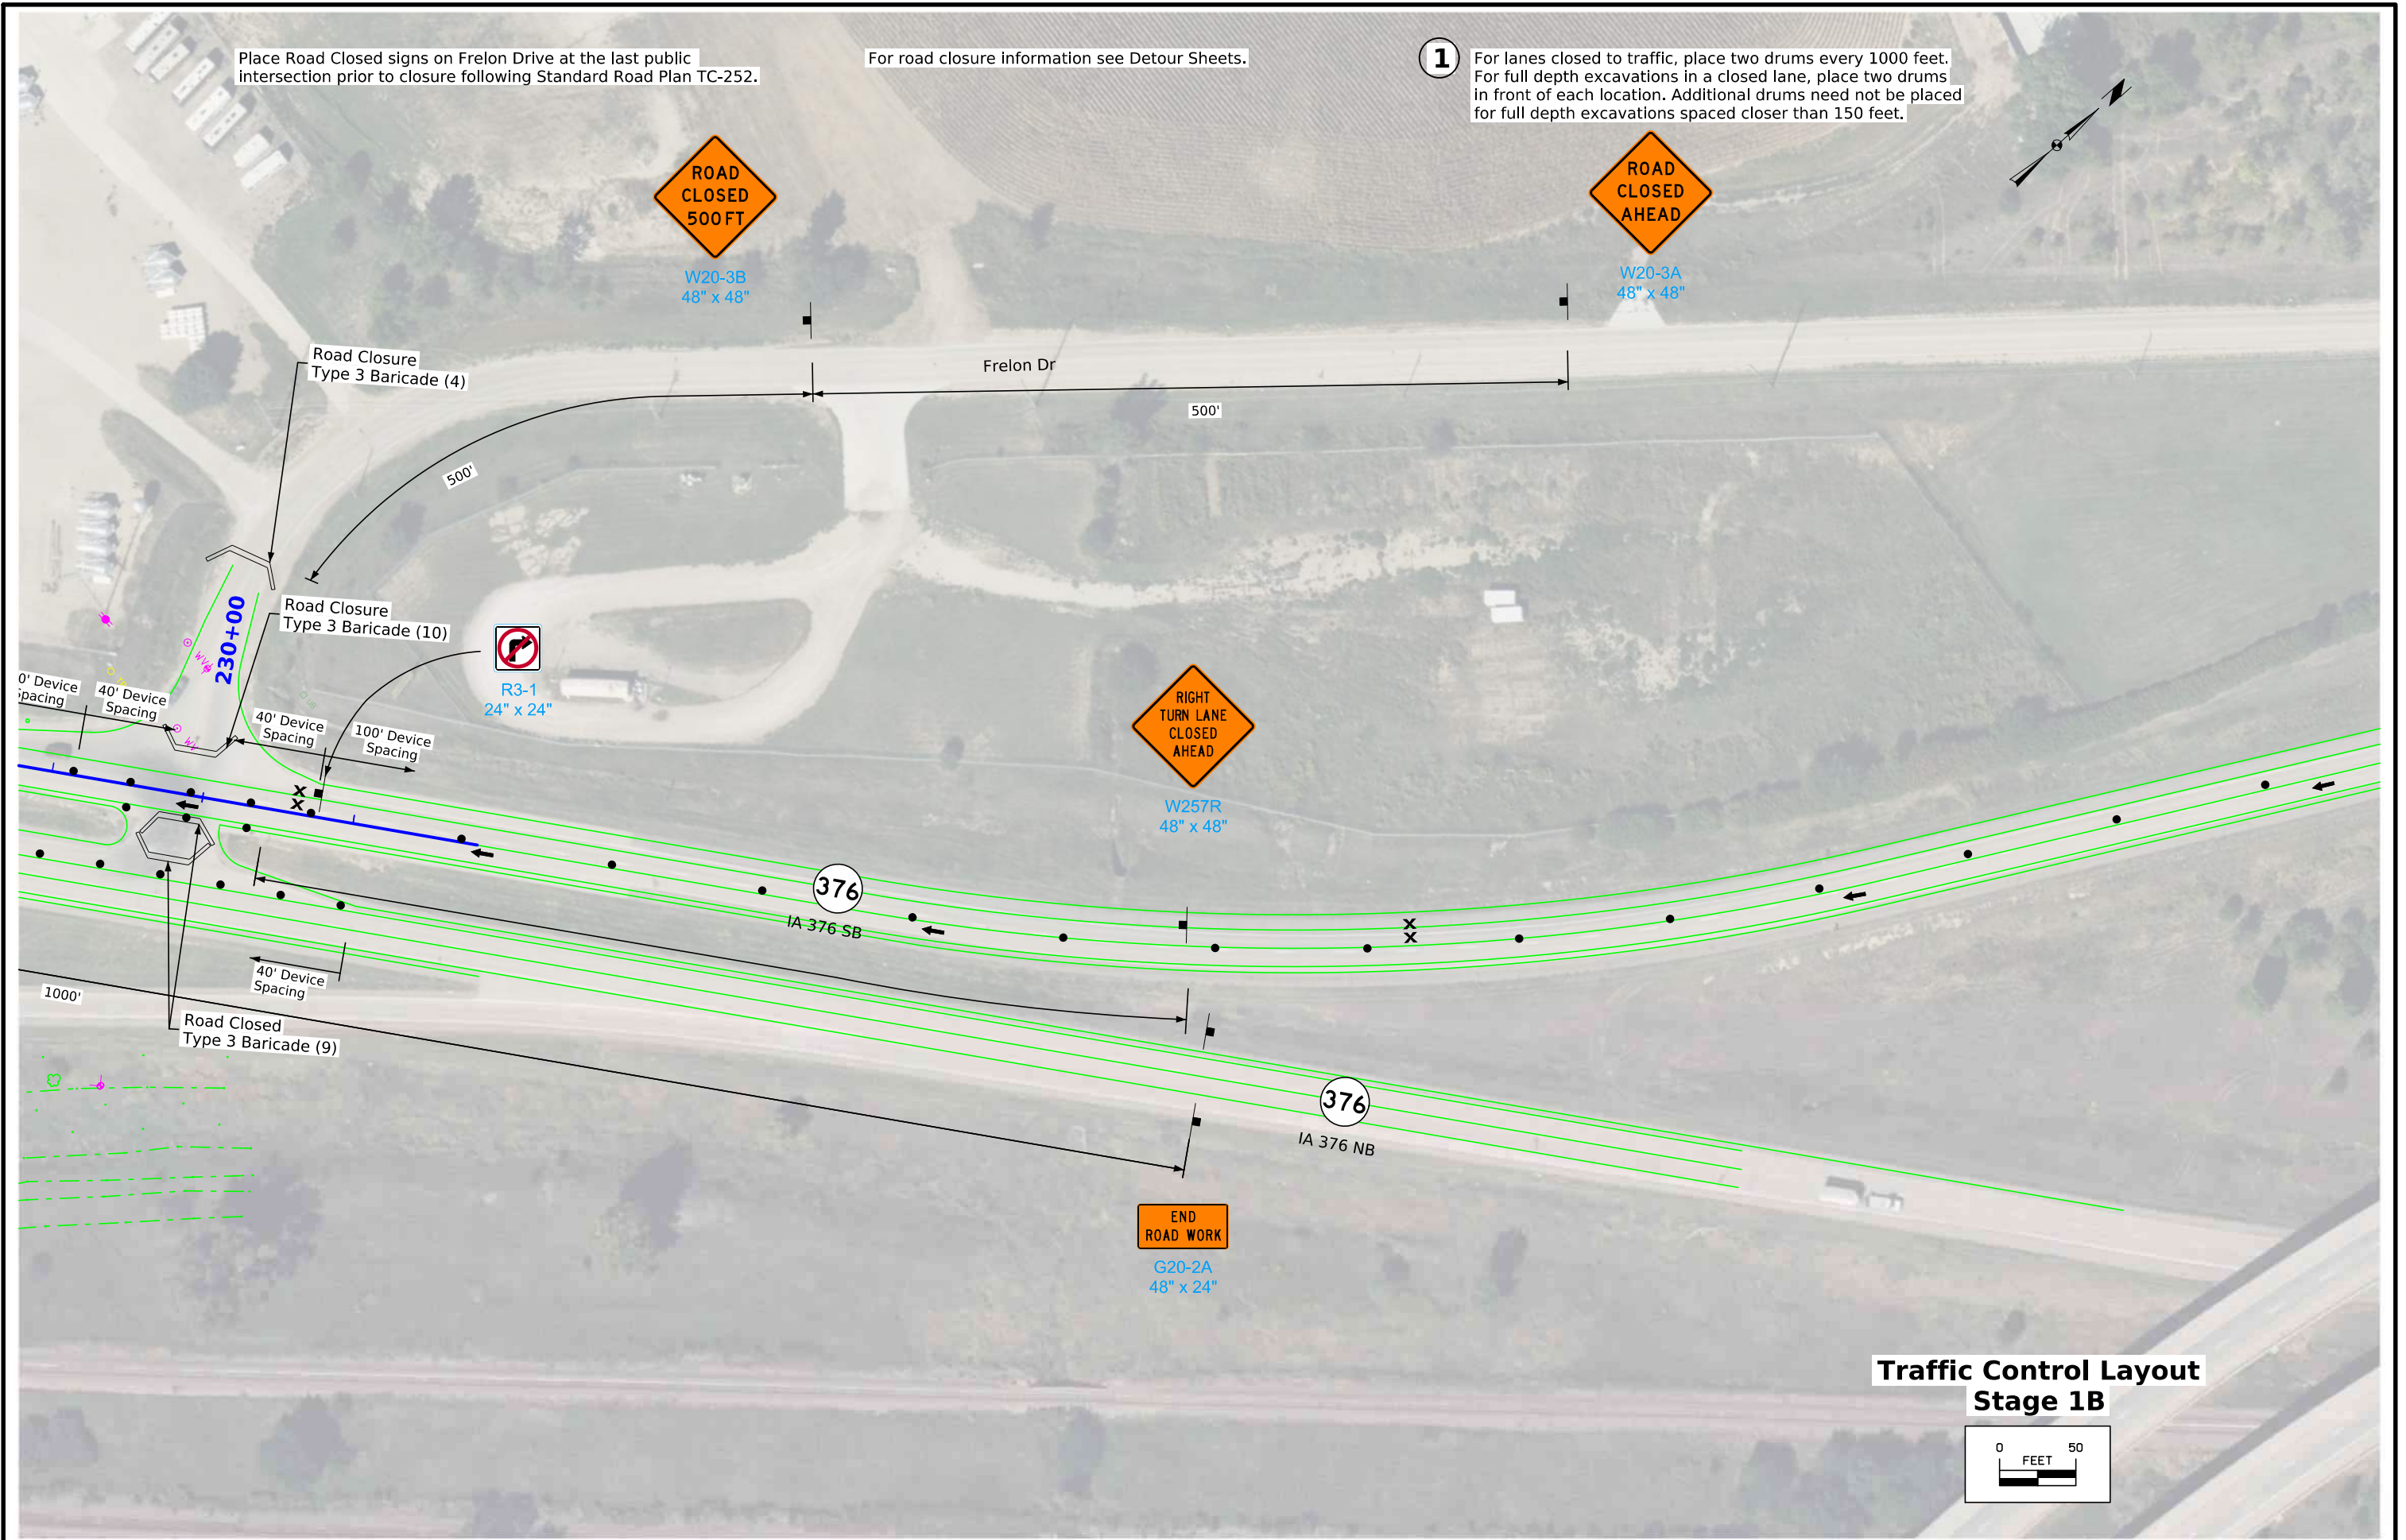 Place Road Closed signs on Frelon Drive at the last public
intersection prior to closure following Standard Road Plan TC-252.
For road closure information see Detour Sheets.
1
For lanes closed to traffic, place two drums every 1000 feet.
For full depth excavations in a closed lane, place two drums
in front of each location. Additional drums need not be placed
for full depth excavations spaced closer than 150 feet.
ROAD
CLOSED
500 FT
W20-3B
48" x 48"
ROAD
CLOSED
AHEAD
W20-3A
48" x 48"
Road Closure
Type 3 Baricade (4)
Frelon Dr
500'
500'
230+00
Road Closure
Type 3 Baricade (10)
R3-1
24" x 24"
0' Device
Spacing
40' Device
Spacing
40' Device
Spacing
100' Device
Spacing
WV
WV
RIGHT
TURN LANE
CLOSED
AHEAD
W257R
48" x 48"
X
X
376
IA 376 SB
X
X
40' Device
Spacing
1000'
Road Closed
Type 3 Baricade (9)
376
IA 376 NB
END
ROAD WORK
G20-2A
48" x 24"
Traffic Control Layout
Stage 1B
0 50
FEET